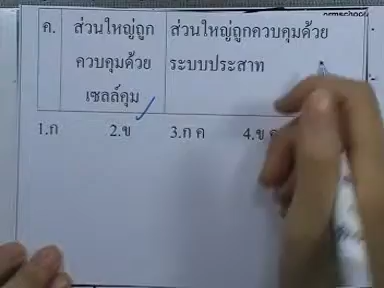 ค. ส่วนใหญ่ถูก ส่วนใหญ่ถูกควบคุมด้วย
ควบคุมด้วย ระบบประสาท
เซลล์คุม
1.ก 2.ข 3.ก ค 4.ข